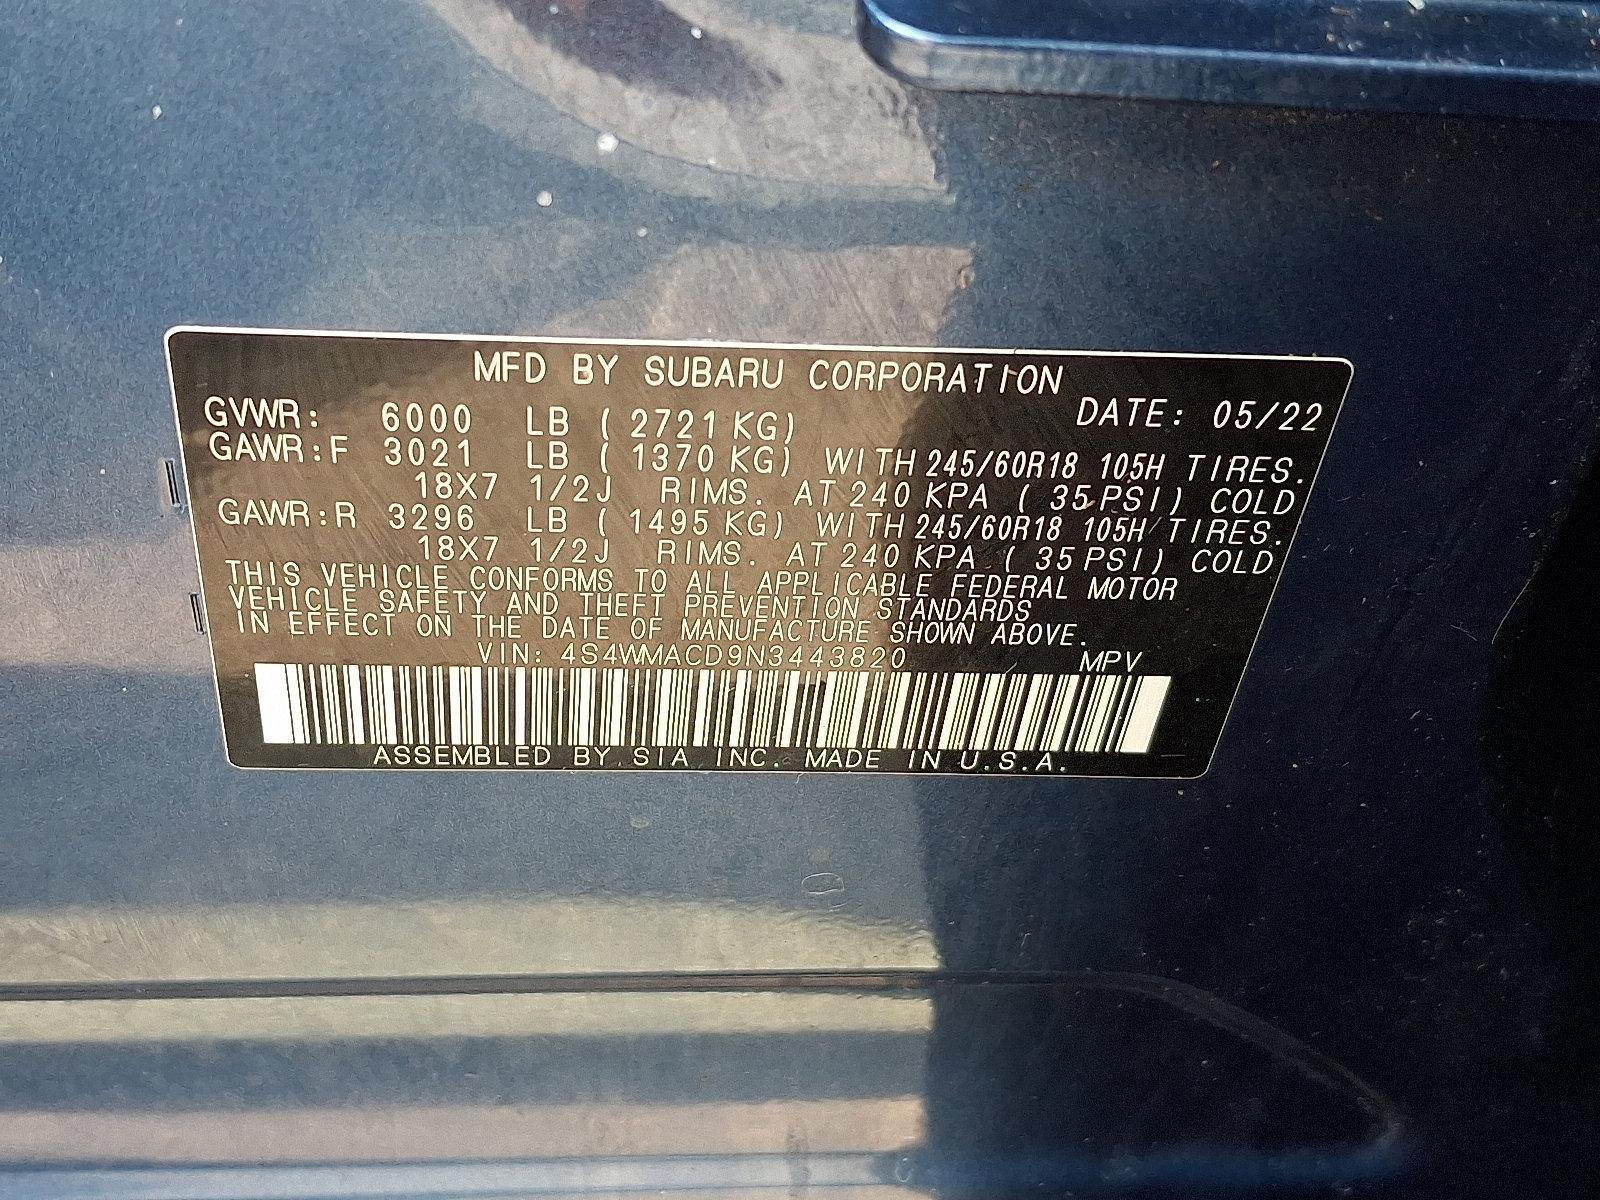 MFD BY SUBARU CORPORATION
GVWR: 6000 LB ( 2721 KG) DATE: 05/22
GAWR:F 3021 LB ( 1370 KG) WITH 245/60R18 105H TIRES.
18X7 1/2J RIMS. AT 240 KPA ( 35 PSI) COLD
GAWR:R 3296 LB ( 1495 KG) WITH 245/60R18 105H TIRES.
18X7 1/2J RIMS. AT 240 KPA ( 35 PSI) COLD
THIS VEHICLE CONFORMS TO ALL APPLICABLE FEDERAL MOTOR
VEHICLE SAFETY AND THEFT PREVENTION STANDARDS
IN EFFECT ON THE DATE OF MANUFACTURE SHOWN ABOVE.
VIN: 4S4WMACD9N3443820 MPV
ASSEMBLED BY SIA INC. MADE IN U.S.A.